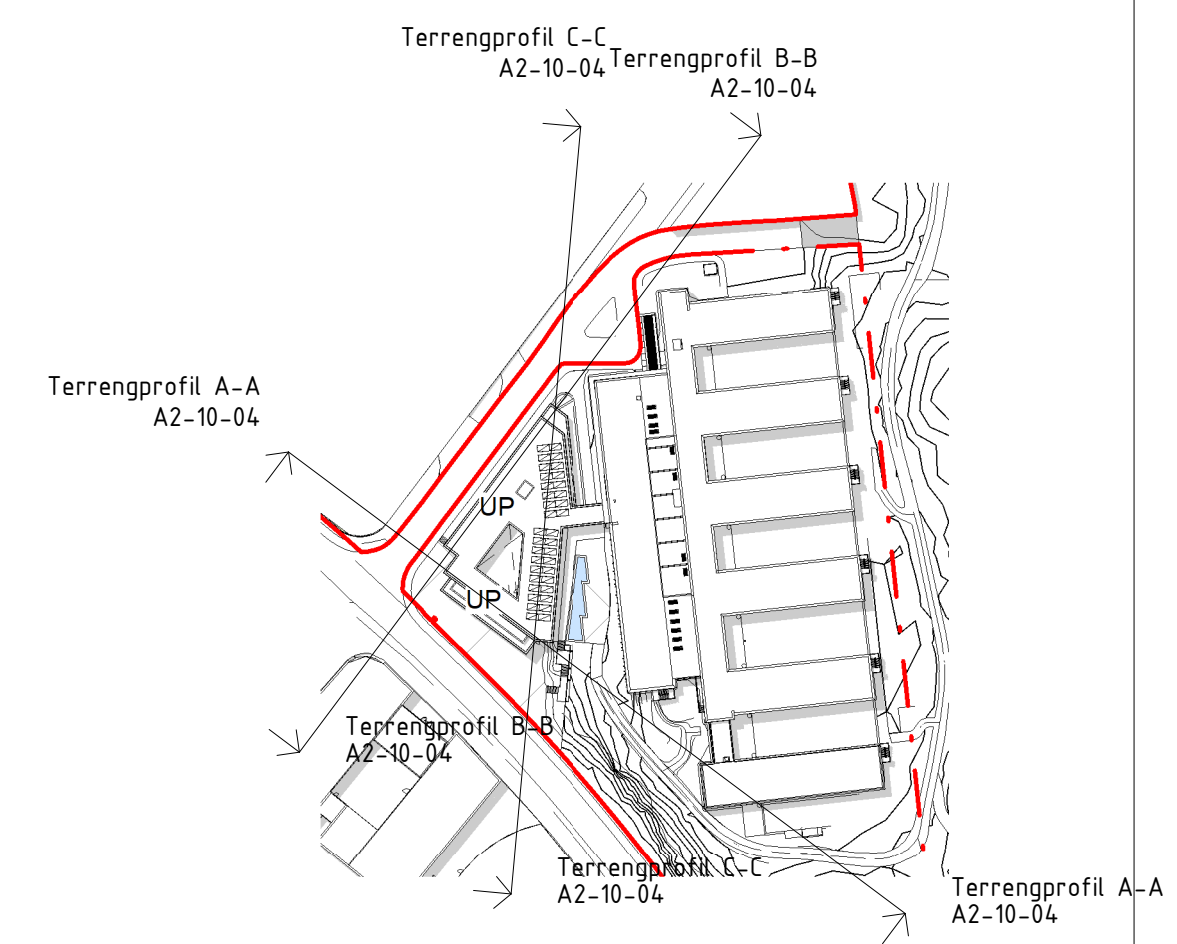 Terrengprofil C-C
A2-10-04
Terrengprofil B-B
A2-10-04
Terrengprofil A-A
A2-10-04
UP
UP
Terrengprofil B-B
A2-10-04
Terrengprofil C-C
A2-10-04
Terrengprofil A-A
A2-10-04